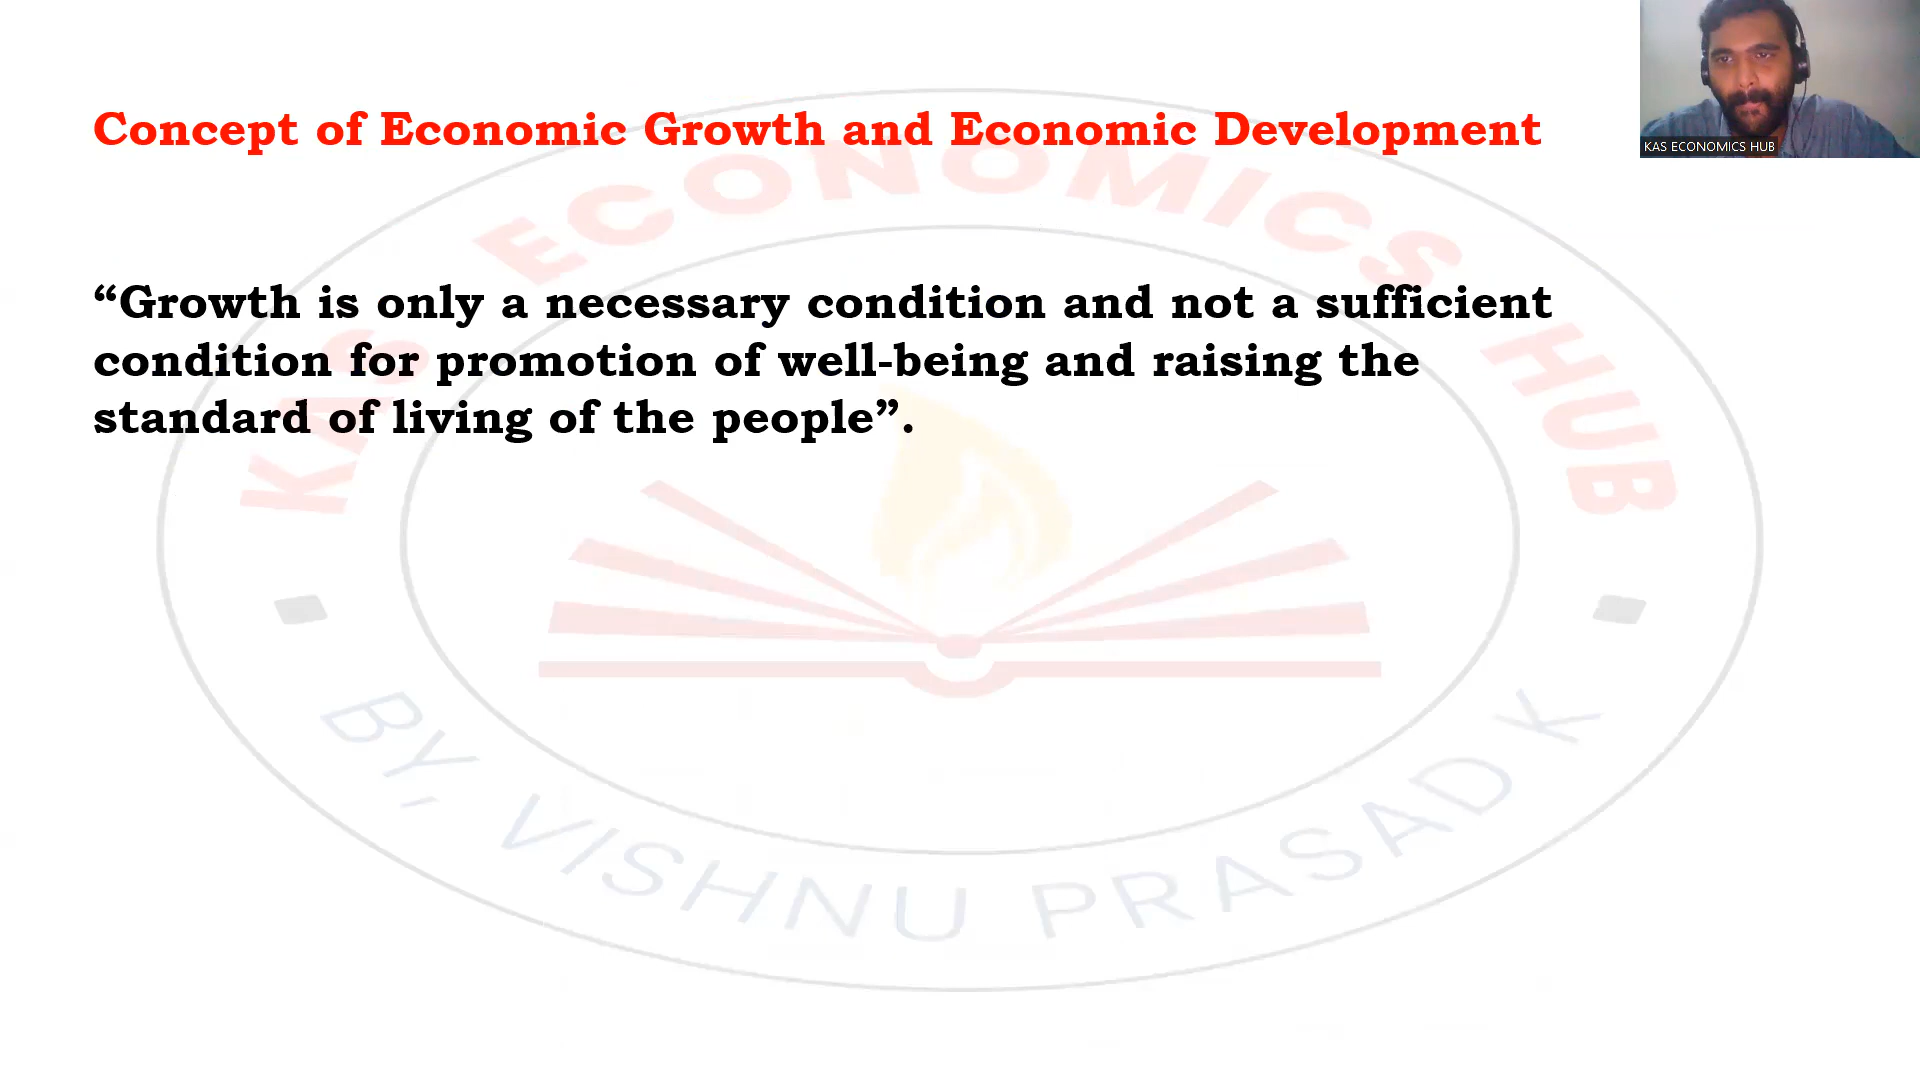 Concept of Economic Growth and Economic Development
KAS ECONOMICS HUB
“Growth is only a necessary condition and not a sufficient
condition for promotion of well-being and raising the
standard of living of the people”.
KAS ECONOMICS HUB
BY, VISHNU PRASAD K